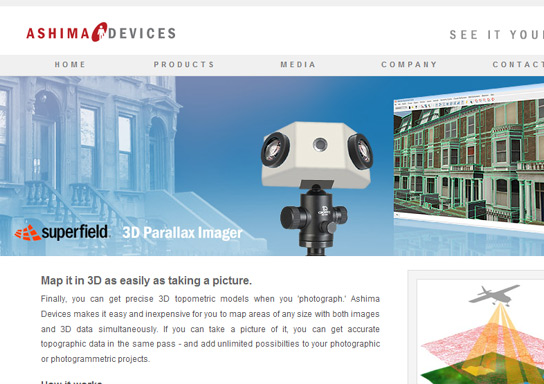 ASHIMA DEVICES
SEE IT YOU
HOME PRODUCTS MEDIA COMPANY CONTACT
superfield 3D Parallax Imager
Map it in 3D as easily as taking a picture.
Finally, you can get precise 3D topometric models when you 'photograph.' Ashima
Devices makes it easy and inexpensive for you to map areas of any size with both images
and 3D data simultaneously. If you can take a picture of it, you can get accurate
topographic data in the same pass - and add unlimited possibilties to your photographic
or photogrammetric projects.
How it works